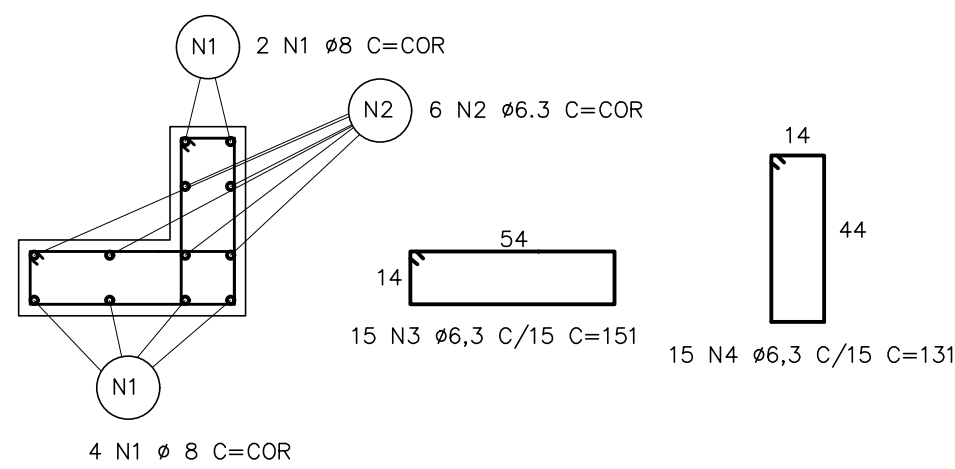 N1 2 N1 ø8 C=COR
N2 6 N2 ø6.3 C=COR
14
44
54
14
15 N3 ø6,3 C/15 C=151
15 N4 ø6,3 C/15 C=131
N1
4 N1 ø 8 C=COR